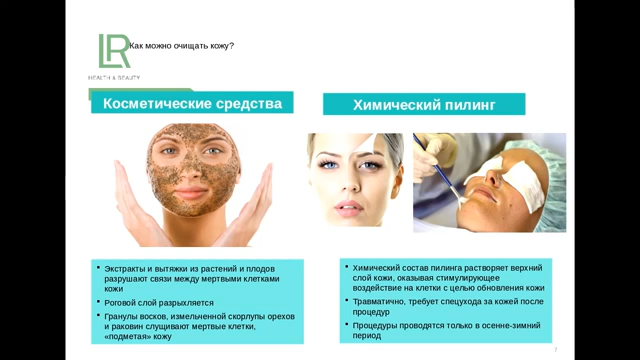 LR
Как можно очищать кожу?
HEALTH & BEAUTY
Косметические средства
Химический пилинг
Экстракты и вытяжки из растений и плодов
разрушают связи между мертвыми клетками
кожи
Роговой слой разрыхляется
Гранулы восков, измельченной скорлупы орехов
и раковин слущивают мертвые клетки,
«подметая» кожу
Химический состав пилинга растворяет верхний
слой кожи, оказывая стимулирующее
воздействие на клетки с целью обновления кожи
Травматично, требует спецухода за кожей после
процедур
Процедуры проводятся только в осенне-зимний
период
7